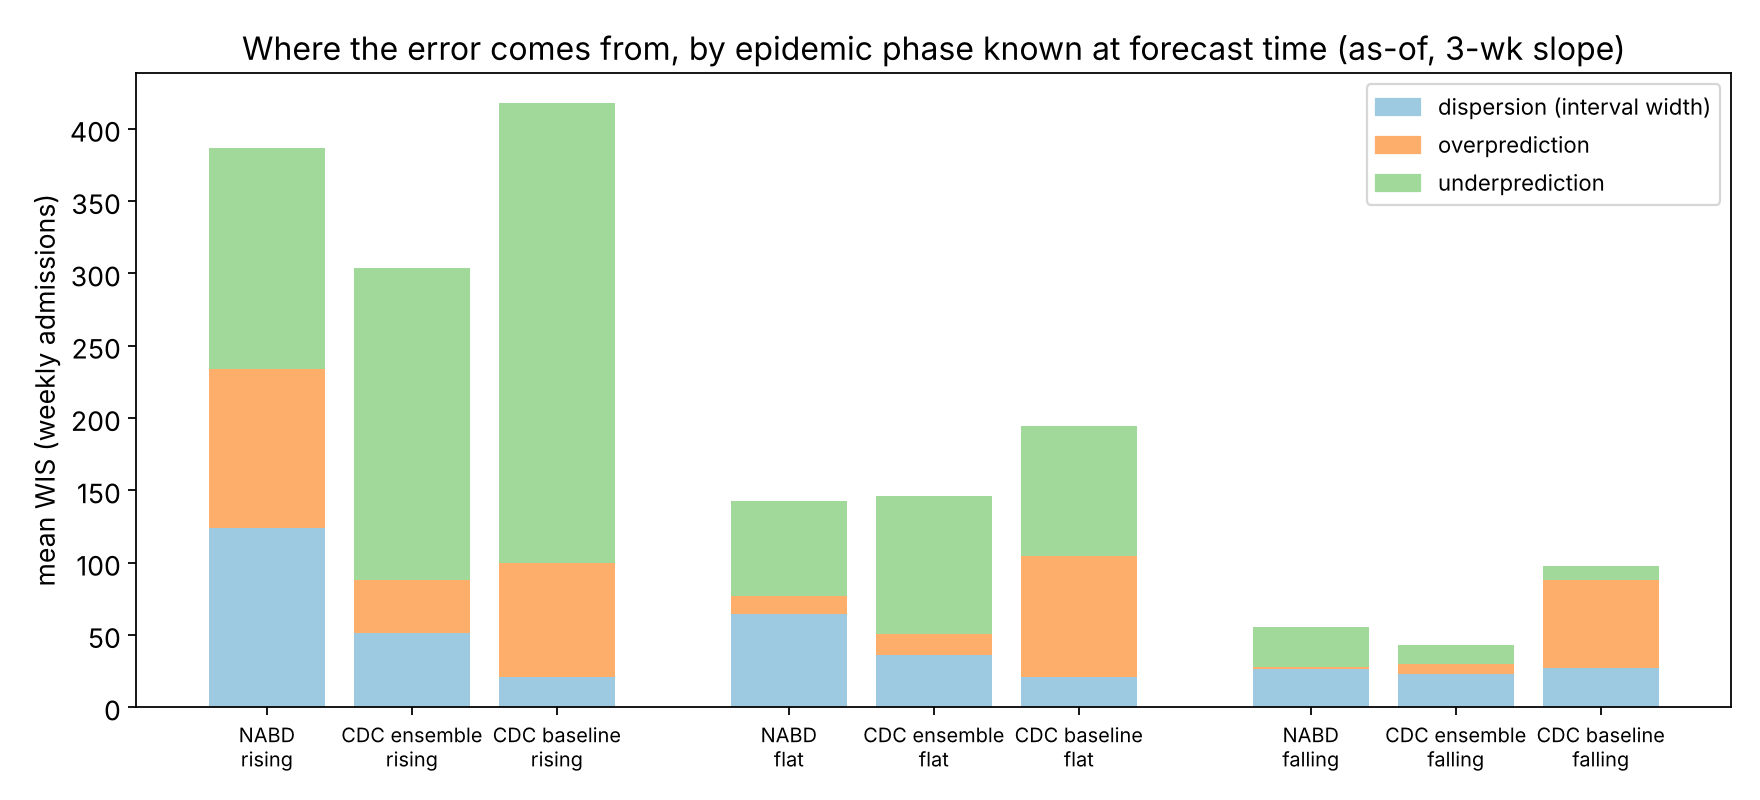 Where the error comes from, by epidemic phase known at forecast time (as-of, 3-wk slope)
dispersion (interval width)
overprediction
underprediction
mean WIS (weekly admissions)
400
350
300
250
200
150
100
50
0
NABD rising
CDC ensemble rising
CDC baseline rising
NABD flat
CDC ensemble flat
CDC baseline flat
NABD falling
CDC ensemble falling
CDC baseline falling